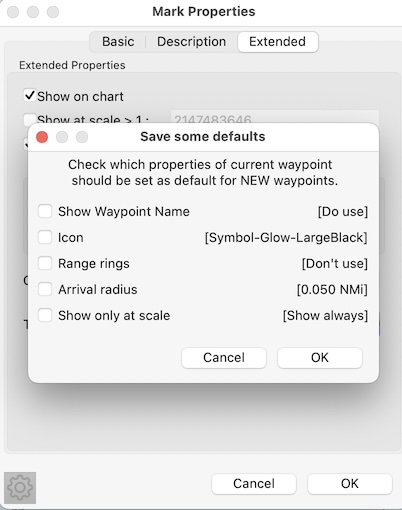 Mark Properties
Basic Description Extended
Extended Properties
Show on chart
Show at scale > 1 : 2147483646
Save some defaults
Check which properties of current waypoint
should be set as default for NEW waypoints.
Show Waypoint Name [Do use]
Icon [Symbol-Glow-LargeBlack]
Range rings [Don't use]
Arrival radius [0.050 NMi]
Show only at scale [Show always]
Cancel OK
Cancel OK